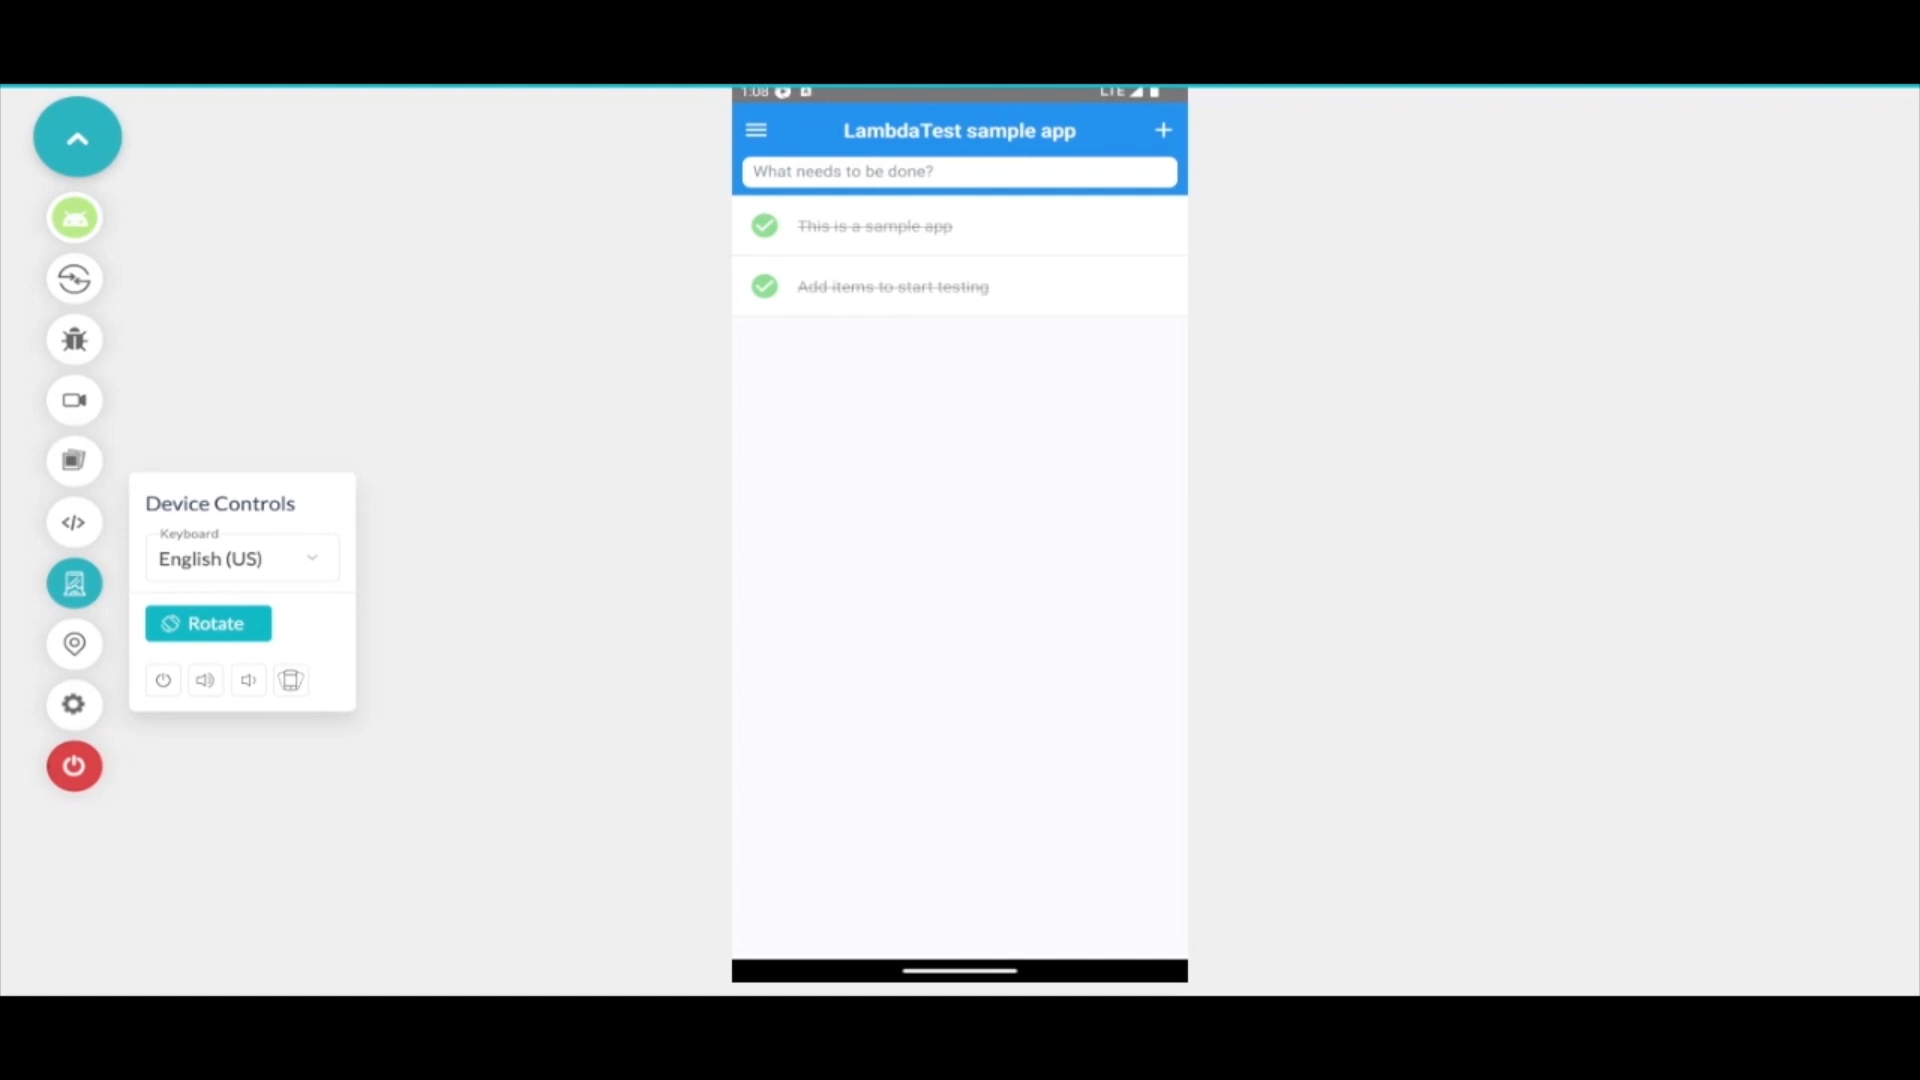 1:08
LTE
LambdaTest sample app
What needs to be done?
This is a sample app
Add items to start testing
Device Controls
Keyboard
English (US)
Rotate